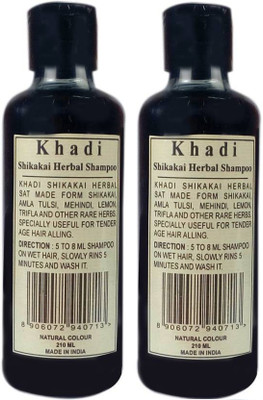 Khadi
Shikakai Herbal Shampoo
KHADI SHIKAKAI HERBAL
SAT MADE FORM SHIKAKAI,
AMLA TULSI, MEHINDI, LEMON,
TRIFLA AND OTHER RARE HERBS.
SPECIALLY USEFUL FOR TENDER
AGE HAIR ALLING.
DIRECTION : 5 TO 8 ML SHAMPOO
ON WET HAIR, SLOWLY RINS 5
MINUTES AND WASH IT.
8 906072 940713 >
NATURAL COLOUR
210 ML
MADE IN INDIA
Khadi
Shikakai Herbal Shampoo
KHADI SHIKAKAI HERBAL
SAT MADE FORM SHIKAKAI,
AMLA TULSI, MEHINDI, LEMON,
TRIFLA AND OTHER RARE HERBS.
SPECIALLY USEFUL FOR TENDER
AGE HAIR ALLING.
DIRECTION : 5 TO 8 ML SHAMPOO
ON WET HAIR, SLOWLY RINS 5
MINUTES AND WASH IT.
8 906072 940713 >
NATURAL COLOUR
210 ML
MADE IN INDIA